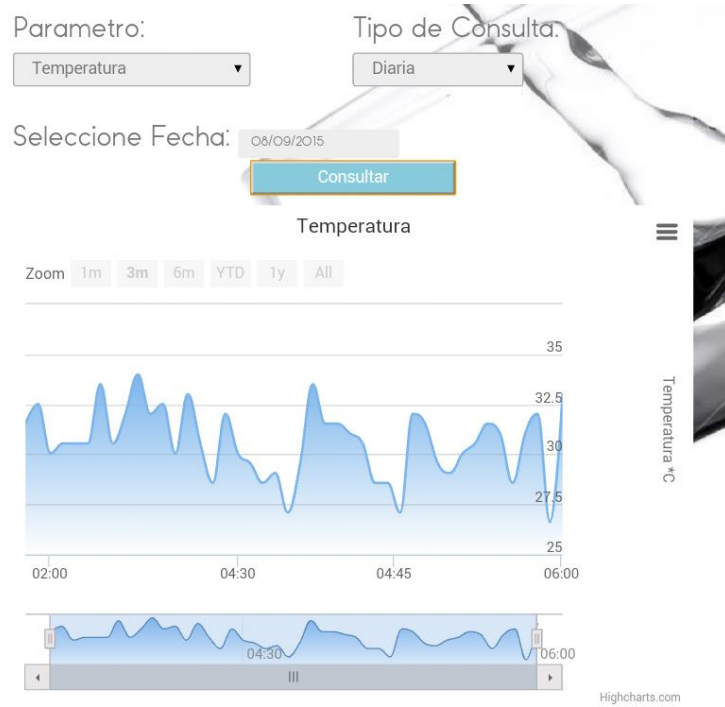 Parametro: Tipo de Consulta:
Temperatura Diaria
Seleccione Fecha: 08/09/2015
Consultar
Temperatura
Zoom 1m 3m 6m YTD 1y All
35
32.5
30
27.5
25
Temperatura °C
02:00 04:30 04:45 06:00
04:30 06:00
Highcharts.com